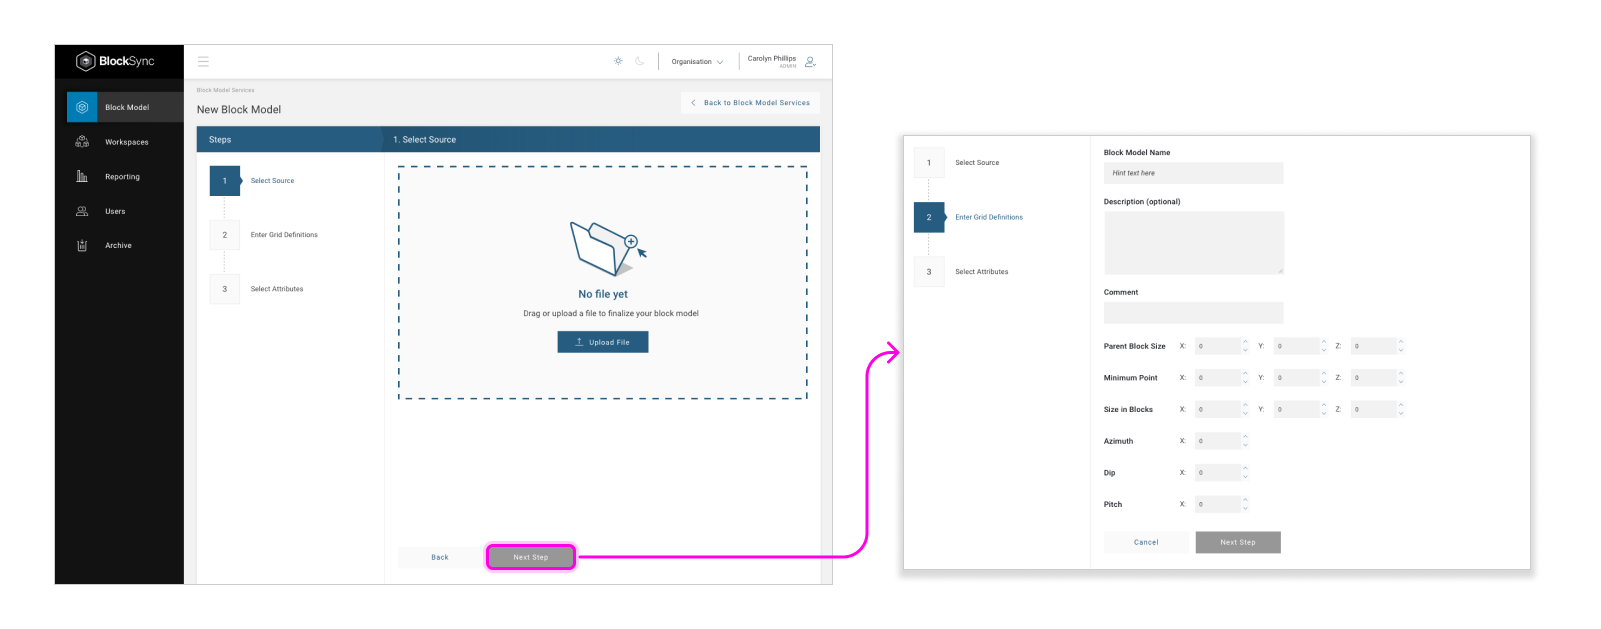 BlockSync
Organisation
Carolyn Phillips
ADMIN
Block Model
Workspaces
Reporting
Users
Archive
Block Model Services
New Block Model
Back to Block Model Services
Steps
1. Select Source
1 Select Source
2 Enter Grid Definitions
3 Select Attributes
No file yet
Drag or upload a file to finalize your block model
Upload File
Back
Next Step
1 Select Source
2 Enter Grid Definitions
3 Select Attributes
Block Model Name
Hint text here
Description (optional)
Comment
Parent Block Size X: 0 Y: 0 Z: 0
Minimum Point X: 0 Y: 0 Z: 0
Size in Blocks X: 0 Y: 0 Z: 0
Azimuth X: 0
Dip X: 0
Pitch X: 0
Cancel
Next Step